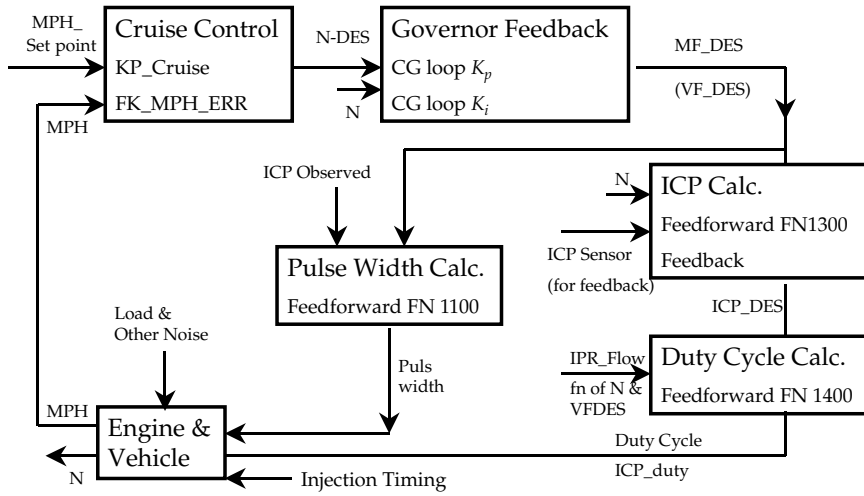 MPH_
Set point
Cruise Control
KP_Cruise
FK_MPH_ERR
MPH
N-DES
N
Governor Feedback
CG loop Kp
CG loop Ki
MF_DES
(VF_DES)
ICP Observed
N
ICP Sensor
(for feedback)
ICP Calc.
Feedforward FN1300
Feedback
Pulse Width Calc.
Feedforward FN 1100
ICP_DES
Load &
Other Noise
Puls
width
IPR_Flow
fn of N &
VFDES
Duty Cycle Calc.
Feedforward FN 1400
MPH
Engine &
Vehicle
N
Duty Cycle
ICP_duty
Injection Timing